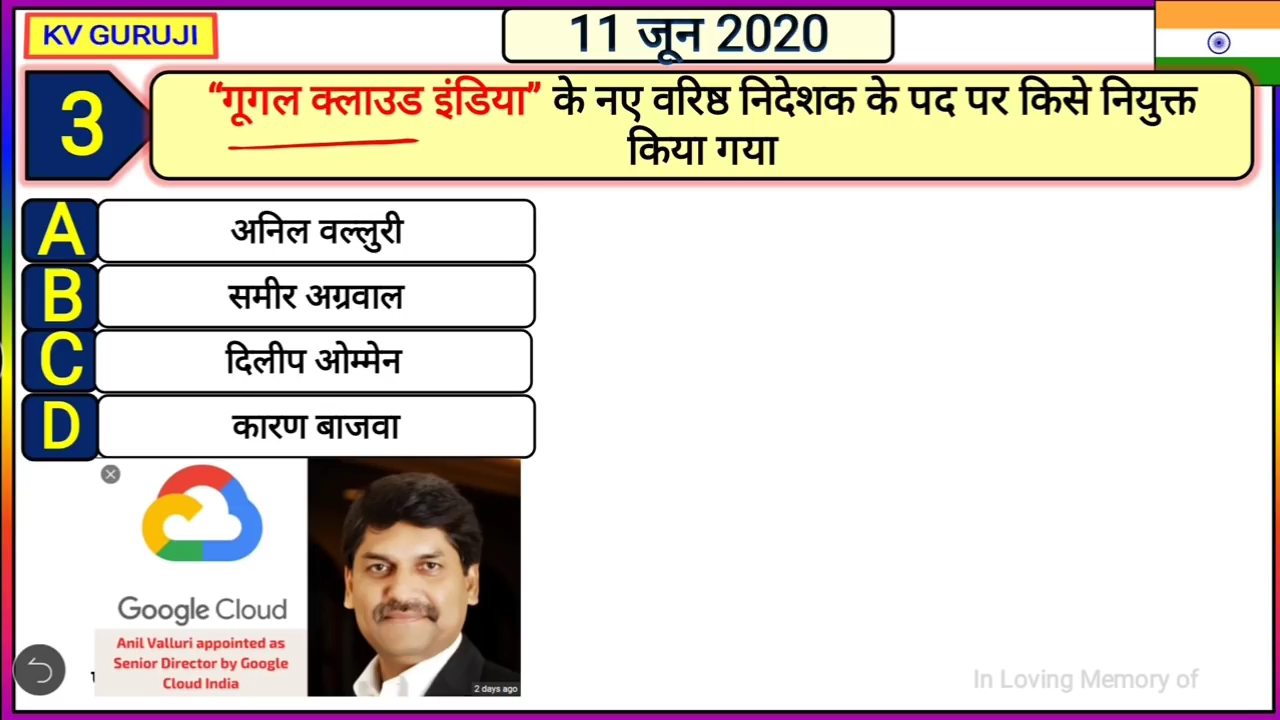 KV GURUJI
11 जून 2020
3
“गूगल क्लाउड इंडिया” के नए वरिष्ठ निदेशक के पद पर किसे नियुक्त
किया गया
A
अनिल वल्लुरी
B
समीर अग्रवाल
C
दिलीप ओम्मेन
D
कारण बाजवा
Google Cloud
Anil Valluri appointed as
Senior Director by Google
Cloud India
2 days ago
In Loving Memory of